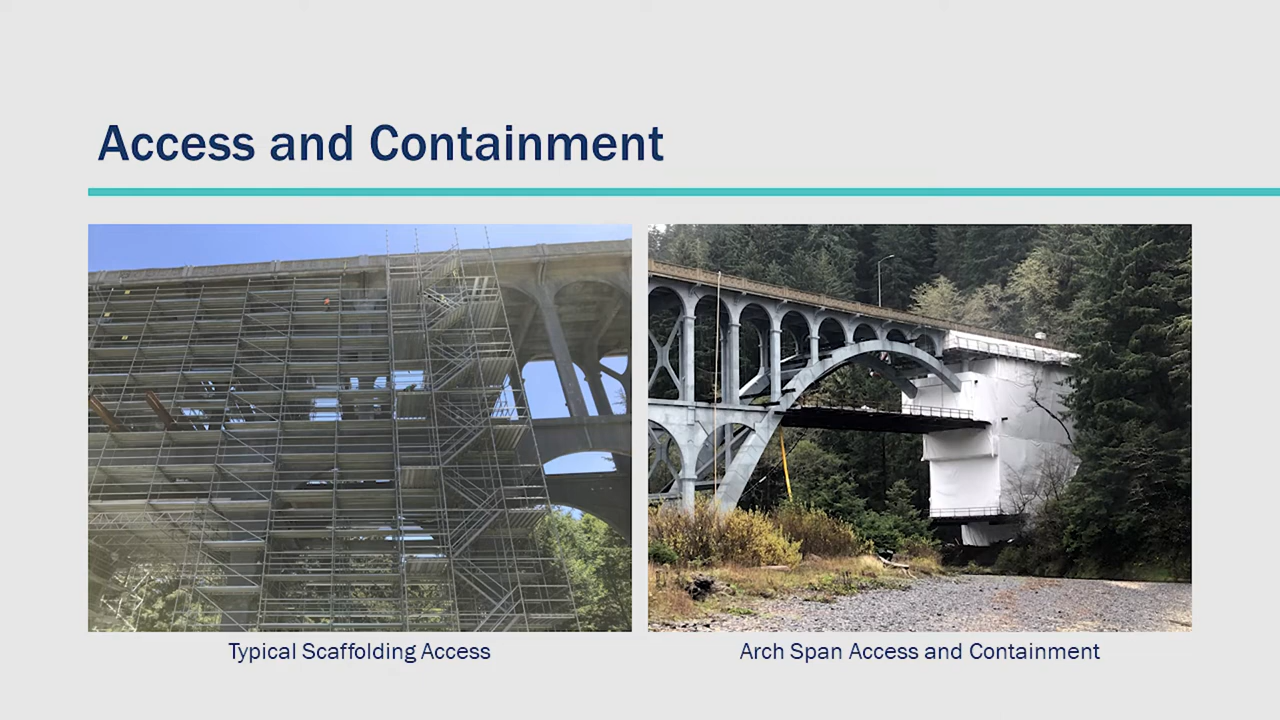 Access and Containment
Typical Scaffolding Access
Arch Span Access and Containment